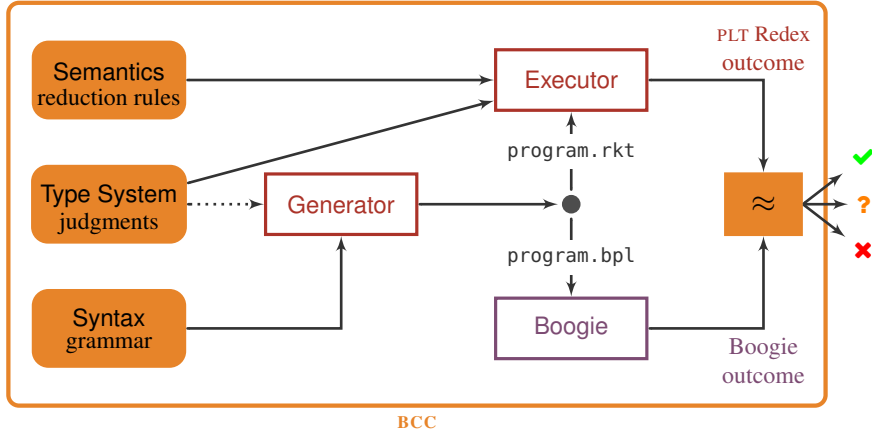 Semantics
reduction rules
Executor
PLT Redex
outcome
program.rkt
Type System
judgments
Generator
≈
?
program.bpl
Syntax
grammar
Boogie
Boogie
outcome
BCC